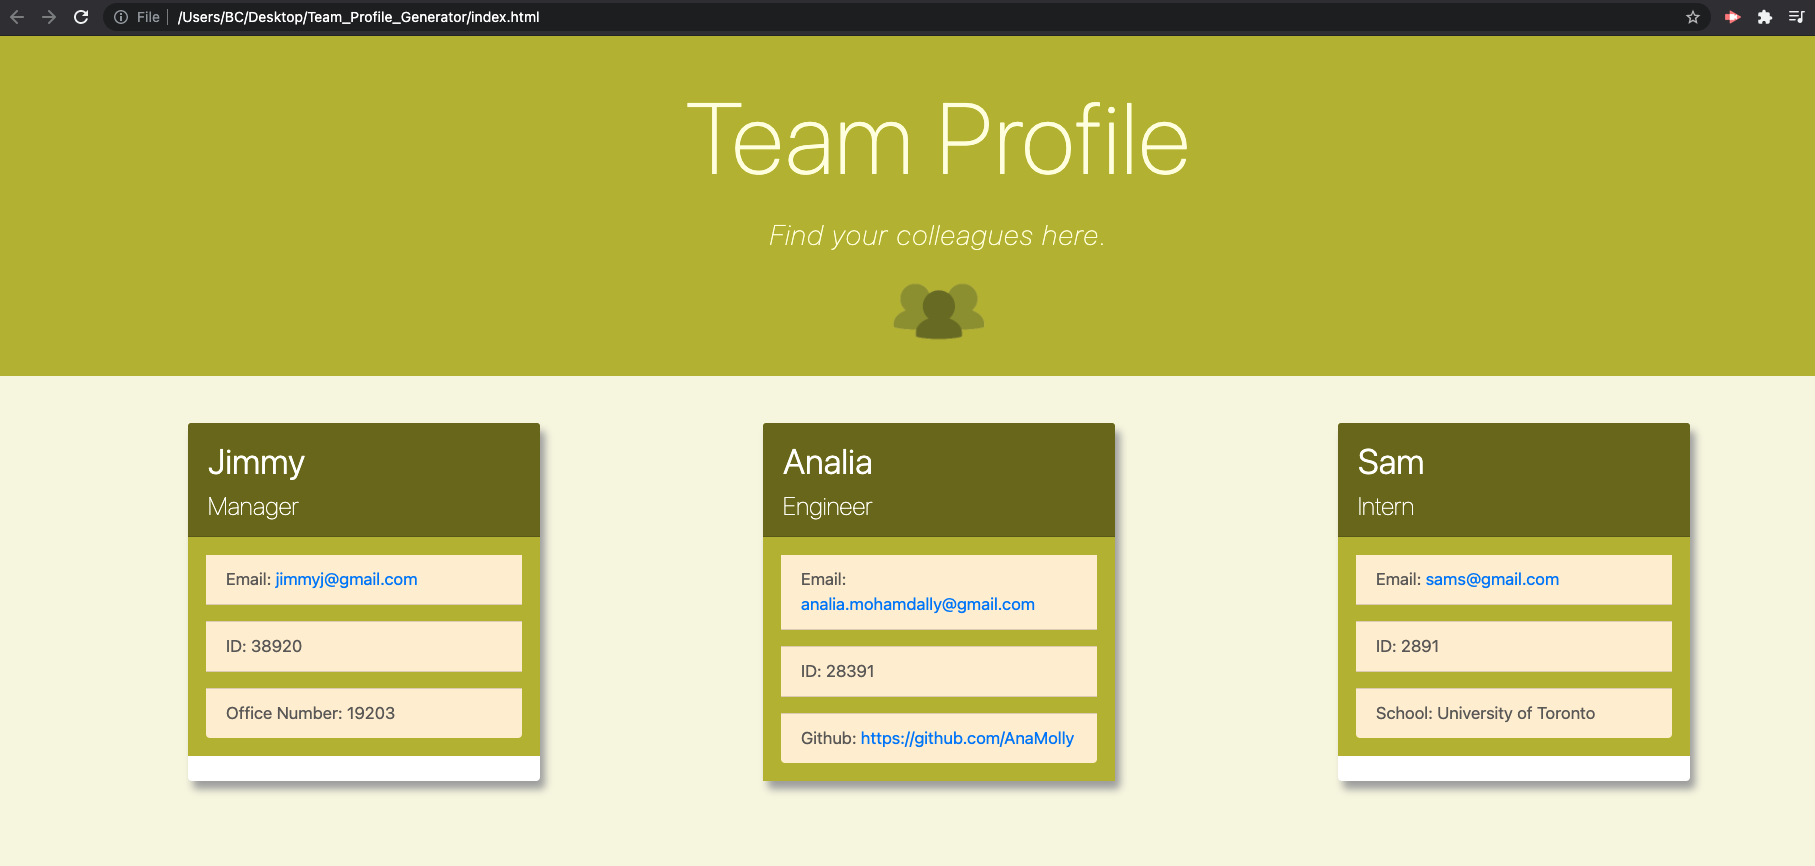 File /Users/BC/Desktop/Team_Profile_Generator/index.html
Team Profile
Find your colleagues here.
Jimmy
Manager
Email: jimmyj@gmail.com
ID: 38920
Office Number: 19203
Analia
Engineer
Email:
analia.mohamdally@gmail.com
ID: 28391
Github: https://github.com/AnaMolly
Sam
Intern
Email: sams@gmail.com
ID: 2891
School: University of Toronto